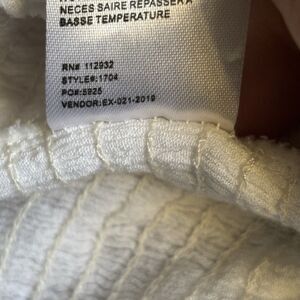 NECES SAIRE REPASSER A
BASSE TEMPERATURE
RN# 112932
STYLE#:1704
PO#:5925
VENDOR:EX-021-2019